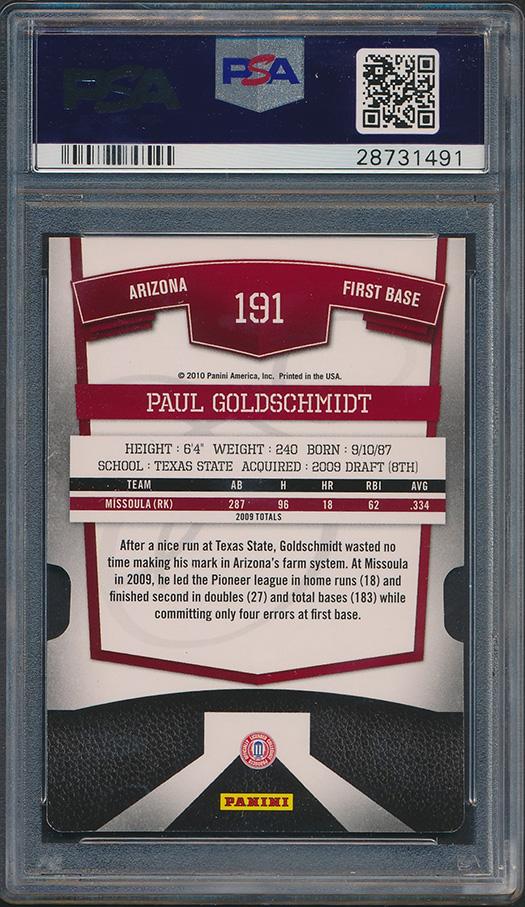 PSA
PSA
28731491
ARIZONA
191
FIRST BASE
© 2010 Panini America, Inc. Printed in the USA.
PAUL GOLDSCHMIDT
HEIGHT : 6'4" WEIGHT : 240 BORN : 9/10/87
SCHOOL : TEXAS STATE ACQUIRED : 2009 DRAFT (8TH)
TEAM AB H HR RBI AVG
MISSOULA (RK) 287 96 18 62 .334
2009 TOTALS
After a nice run at Texas State, Goldschmidt wasted no
time making his mark in Arizona's farm system. At Missoula
in 2009, he led the Pioneer league in home runs (18) and
finished second in doubles (27) and total bases (183) while
committing only four errors at first base.
OFFICIALLY LICENSED COLLEGIATE PRODUCTS
PANINI